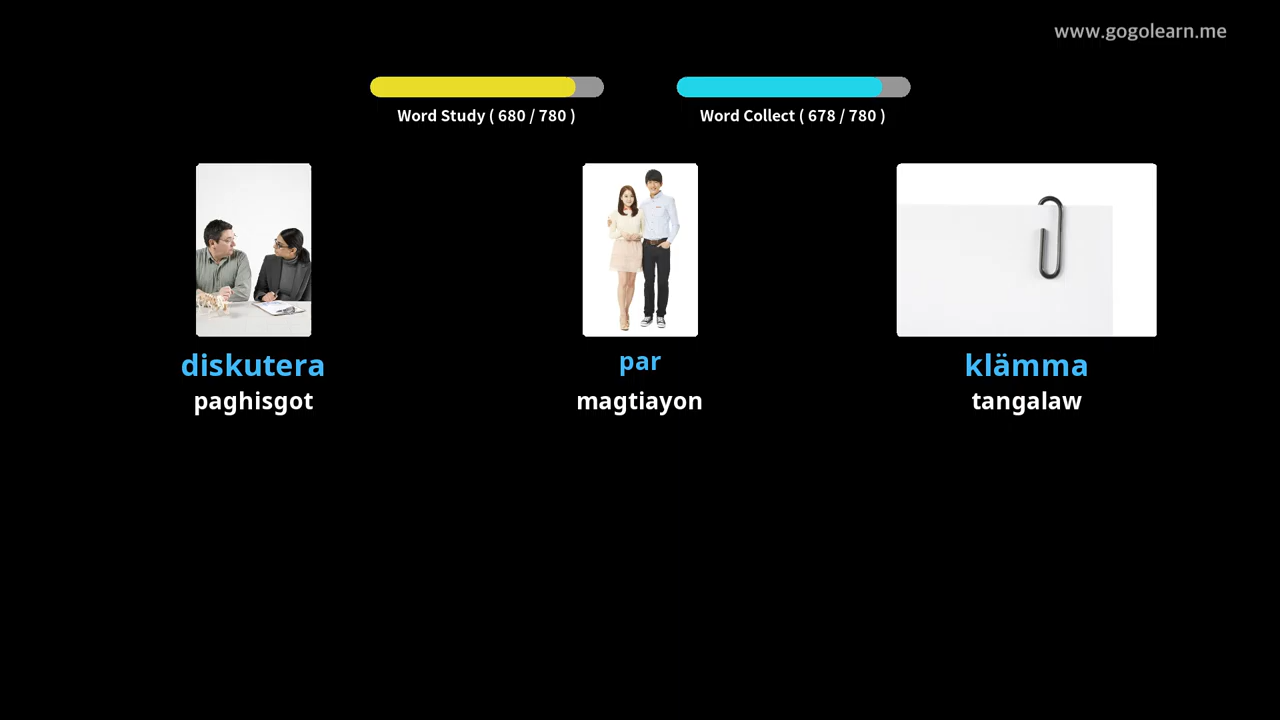 www.gogolearn.me
Word Study ( 680 / 780 )
Word Collect ( 678 / 780 )
diskutera
paghisgot
par
magtiayon
klämma
tangalaw